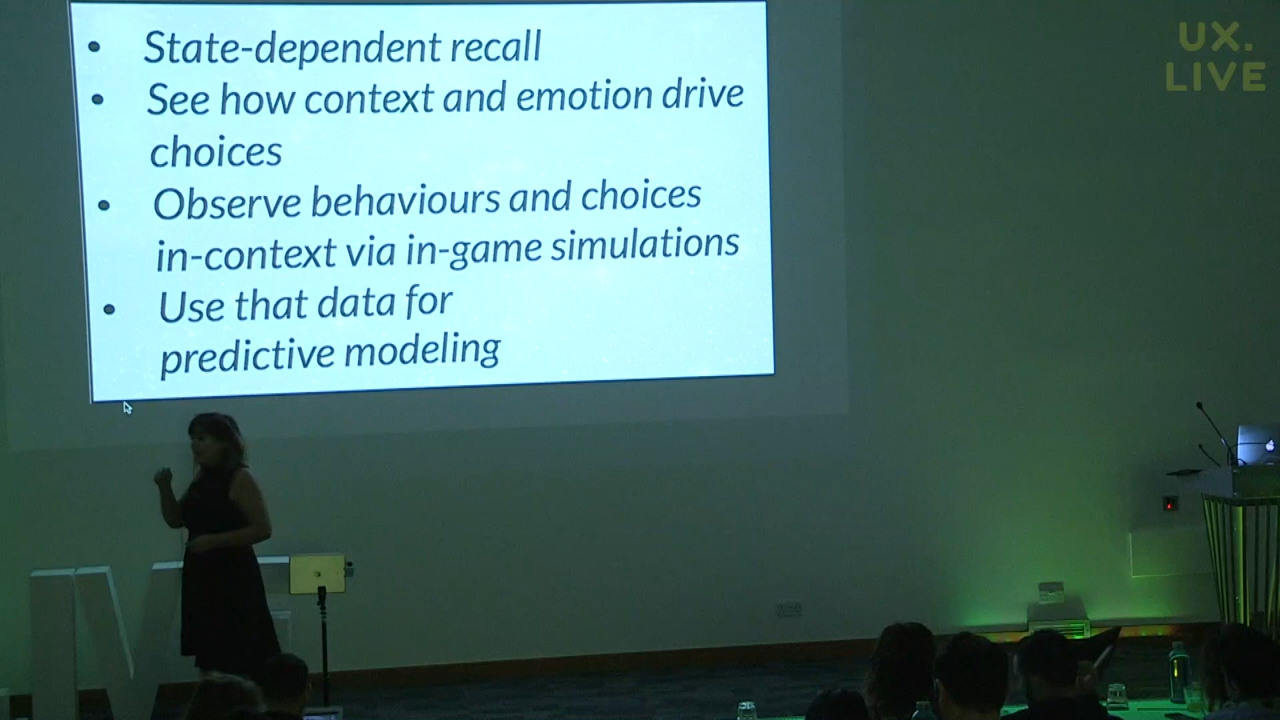 • State-dependent recall
• See how context and emotion drive
choices
• Observe behaviours and choices
in-context via in-game simulations
• Use that data for
predictive modeling
UX.
LIVE